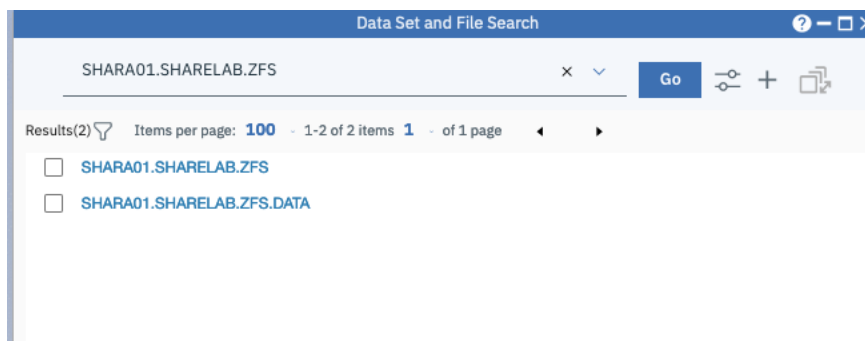 Data Set and File Search
SHARA01.SHARELAB.ZFS
Go
Results(2) Items per page: 100 · 1-2 of 2 items 1 · of 1 page
SHARA01.SHARELAB.ZFS
SHARA01.SHARELAB.ZFS.DATA